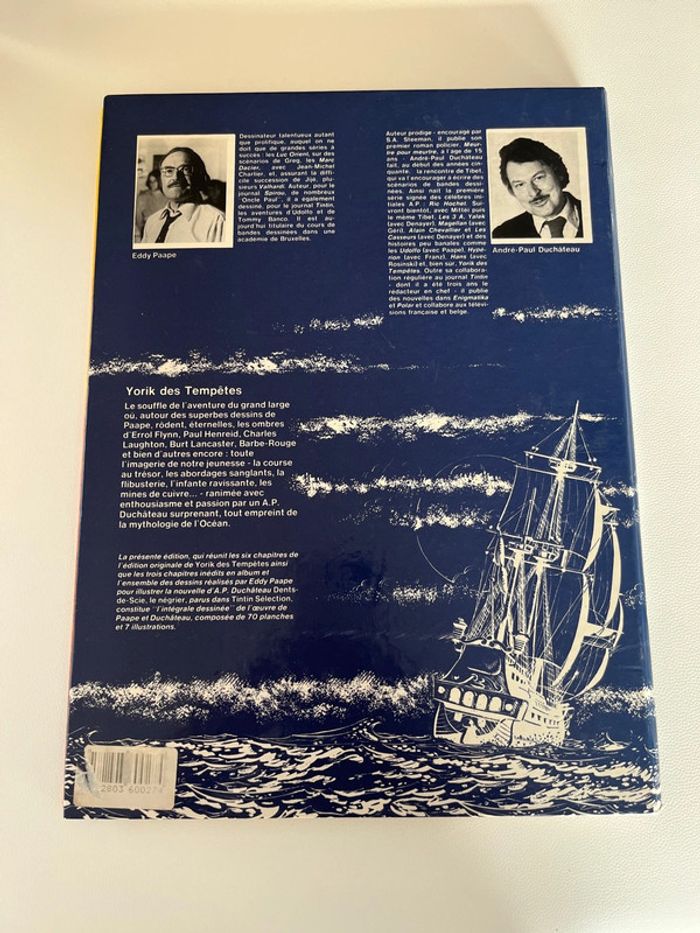 Dessinateur talentueux autant
que prolifique, auquel on ne
doit que de grandes séries à
succès : les Luc Orient, sur des
scénarios de Greg, les Marc
Dacier, avec Jean-Michel
Charlier, et, assurant la diffi-
cile succession de Jijé, plu-
sieurs Valhardi. Auteur, pour le
journal Spirou, de nombreux
"Oncle Paul", il a également
dessiné, pour le journal Tintin,
les aventures d'Udolfo et de
Tommy Banco. Il est au-
jourd'hui titulaire du cours de
bandes dessinées dans une
académie de Bruxelles.
Eddy Paape
Auteur prodige - encouragé par
S.A. Steeman, il publie son
premier roman policier, Meur-
tre pour meurtre, à l'âge de 15
ans - André-Paul Duchâteau
fait, au début des années cin-
quante, la rencontre de Tibet,
qui va l'encourager à écrire des
scénarios de bandes dessi-
nées. Ainsi naît la première
série signée des célèbres ini-
tiales A.P. : Ric Hochet. Sui-
vront bientôt, avec Mittéï puis
le même Tibet, Les 3 A, Yalek
(avec Denayer), Magellan (avec
Géri), Alain Chevallier et Les
Casseurs (avec Denayer) et des
histoires peu banales comme
les Udolfo (avec Paape), Hypé-
rion (avec Franz), Hans (avec
Rosinski) et, bien sûr, Yorik des
Tempêtes. Outre sa collabora-
tion régulière au journal Tintin
- dont il a été trois ans le
rédacteur en chef - il publie
des nouvelles dans Enigmatika
et Polar et collabore aux télévi-
sions française et belge.
André-Paul Duchâteau
Yorik des Tempêtes
Le souffle de l'aventure du grand large
où, autour des superbes dessins de
Paape, rôdent, éternelles, les ombres
d'Errol Flynn, Paul Henreid, Charles
Laughton, Burt Lancaster, Barbe-Rouge
et bien d'autres encore : toute
l'imagerie de notre jeunesse - la course
au trésor, les abordages sanglants, la
flibusterie, l'infante ravissante, les
mines de cuivre... - ranimée avec
enthousiasme et passion par un A.P.
Duchâteau surprenant, tout empreint de
la mythologie de l'Océan.
La présente édition, qui réunit les six chapitres de
l'édition originale de Yorik des Tempêtes ainsi
que les trois chapitres inédits en album et
l'ensemble des dessins réalisés par Eddy Paape
pour illustrer la nouvelle d'A.P. Duchâteau Dents-
de-Scie, le négrier, parus dans Tintin Sélection,
constitue "l'intégrale dessinée" de l'œuvre de
Paape et Duchâteau, composée de 70 planches
et 7 illustrations.
2803 60027